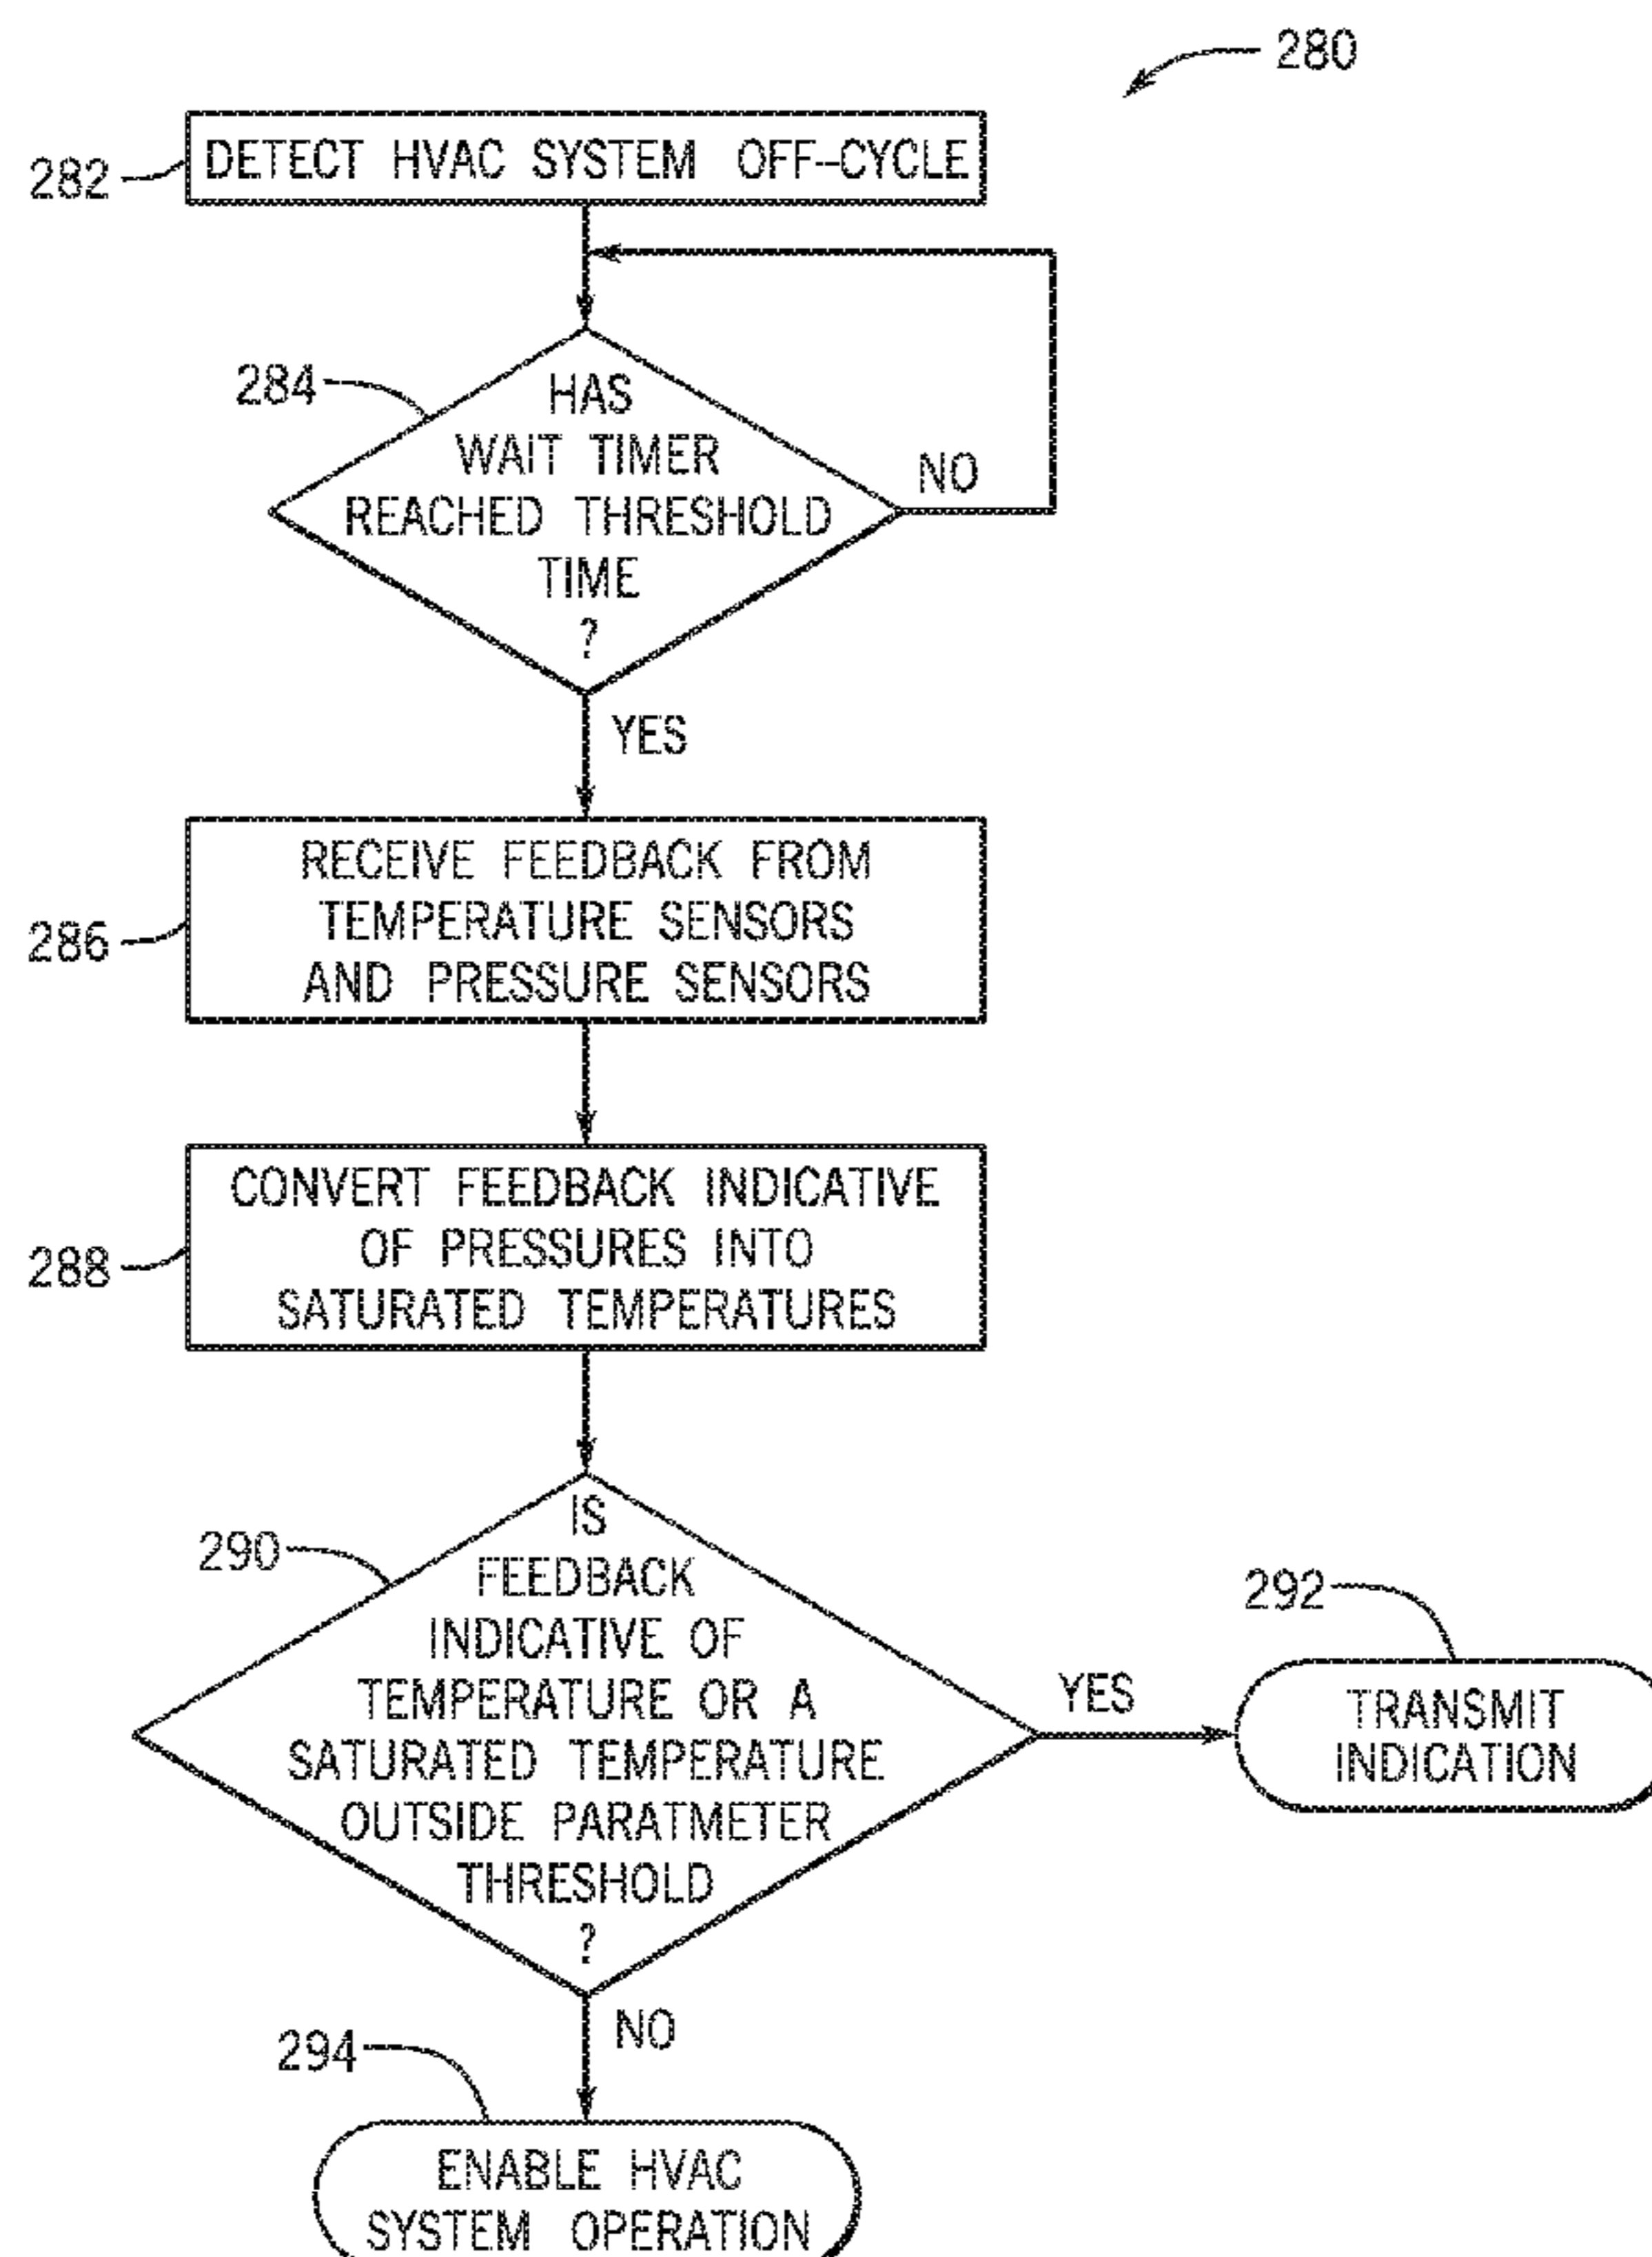 280
282
DETECT HVAC SYSTEM OFF-CYCLE
284
HAS
WAIT TIMER
REACHED THRESHOLD
TIME
?
NO
YES
286
RECEIVE FEEDBACK FROM
TEMPERATURE SENSORS
AND PRESSURE SENSORS
288
CONVERT FEEDBACK INDICATIVE
OF PRESSURES INTO
SATURATED TEMPERATURES
290
IS
FEEDBACK
INDICATIVE OF
TEMPERATURE OR A
SATURATED TEMPERATURE
OUTSIDE PARATMETER
THRESHOLD
?
YES
292
TRANSMIT
INDICATION
NO
294
ENABLE HVAC
SYSTEM OPERATION